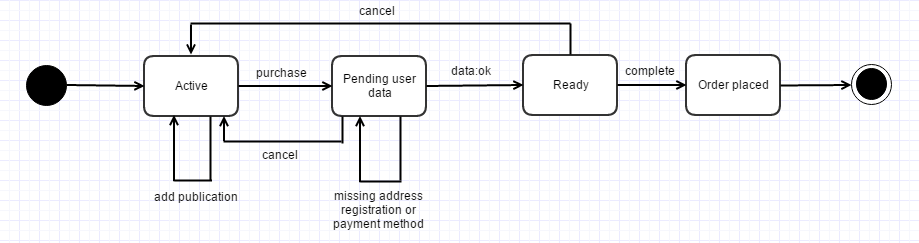 cancel
Active
purchase
Pending user
data
data:ok
Ready
complete
Order placed
cancel
add publication
missing address
registration or
payment method